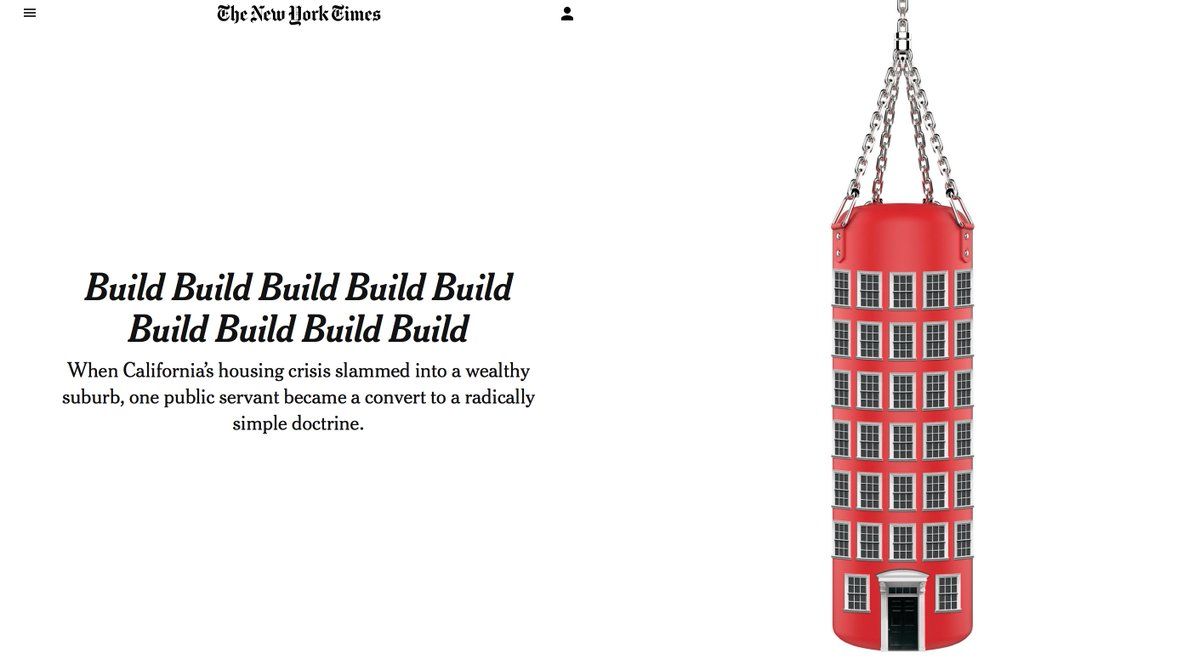 The New York Times
Build Build Build Build Build
Build Build Build Build
When California’s housing crisis slammed into a wealthy
suburb, one public servant became a convert to a radically
simple doctrine.